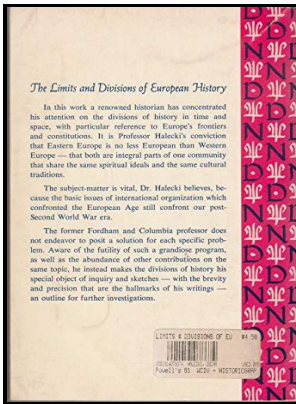 The Limits and Divisions of European History
In this work a renowned historian has concentrated
his attention on the divisions of history in time and
space, with particular reference to Europe's frontiers
and constitutions. It is Professor Halecki's conviction
that Eastern Europe is no less European than Western
Europe — that both are integral parts of one community
that share the same spiritual ideals and the same cultural
traditions.
The subject-matter is vital, Dr. Halecki believes, be-
cause the basic issues of international organization which
confronted the European Age still confront our post-
Second World War era.
The former Fordham and Columbia professor does
not endeavor to posit a solution for each specific prob-
lem. Aware of the futility of such a grandiose program,
as well as the abundance of other contributions on the
same topic, he instead makes the divisions of history his
special object of inquiry and sketches — with the brevity
and precision that are the hallmarks of his writings —
an outline for further investigations.
LIMITS & DIVISIONS OF EU $4.50